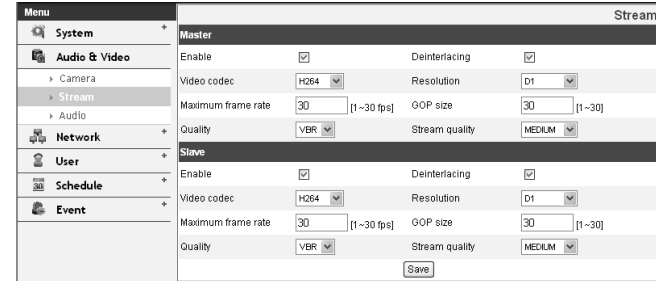 Menu
System +
Audio & Video
Camera
Stream
Audio
Network +
User +
Schedule +
Event +
Stream
Master
Enable Deinterlacing
Video codec H264 Resolution D1
Maximum frame rate 30 [1~30 fps] GOP size 30 [1~30]
Quality VBR Stream quality MEDIUM
Slave
Enable Deinterlacing
Video codec H264 Resolution D1
Maximum frame rate 30 [1~30 fps] GOP size 30 [1~30]
Quality VBR Stream quality MEDIUM
Save